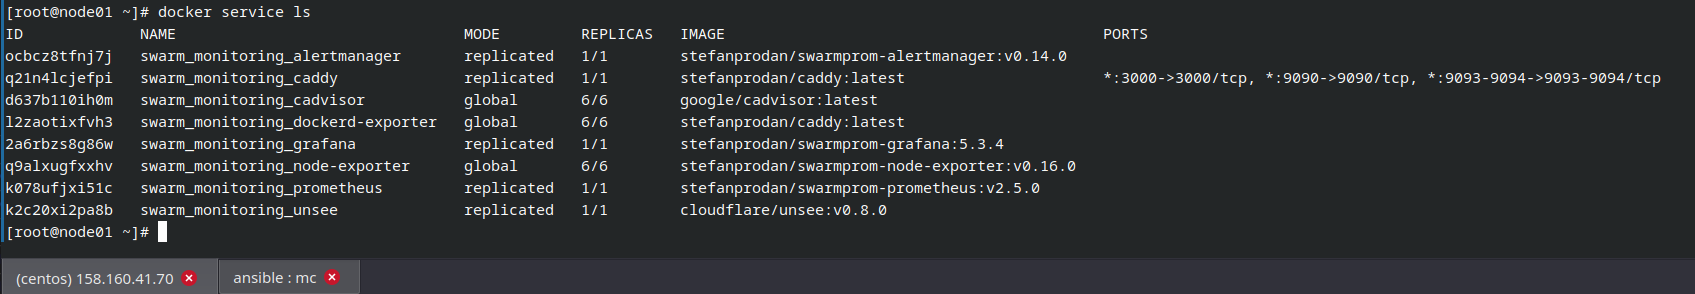 [root@node01 ~]# docker service ls
ID NAME MODE REPLICAS IMAGE PORTS
ocbcz8tfnj7j swarm_monitoring_alertmanager replicated 1/1 stefanprodan/swarmprom-alertmanager:v0.14.0
q21n4lcjefpi swarm_monitoring_caddy replicated 1/1 stefanprodan/caddy:latest *:3000->3000/tcp, *:9090->9090/tcp, *:9093-9094->9093-9094/tcp
d637b110ih0m swarm_monitoring_cadvisor global 6/6 google/cadvisor:latest
l2zaotixfvh3 swarm_monitoring_dockerd-exporter global 6/6 stefanprodan/caddy:latest
2a6rbzs8g86w swarm_monitoring_grafana replicated 1/1 stefanprodan/swarmprom-grafana:5.3.4
q9alxugfxxhv swarm_monitoring_node-exporter global 6/6 stefanprodan/swarmprom-node-exporter:v0.16.0
k078ufjxi51c swarm_monitoring_prometheus replicated 1/1 stefanprodan/swarmprom-prometheus:v2.5.0
k2c20xi2pa8b swarm_monitoring_unsee replicated 1/1 cloudflare/unsee:v0.8.0
[root@node01 ~]#
(centos) 158.160.41.70 ansible : mc